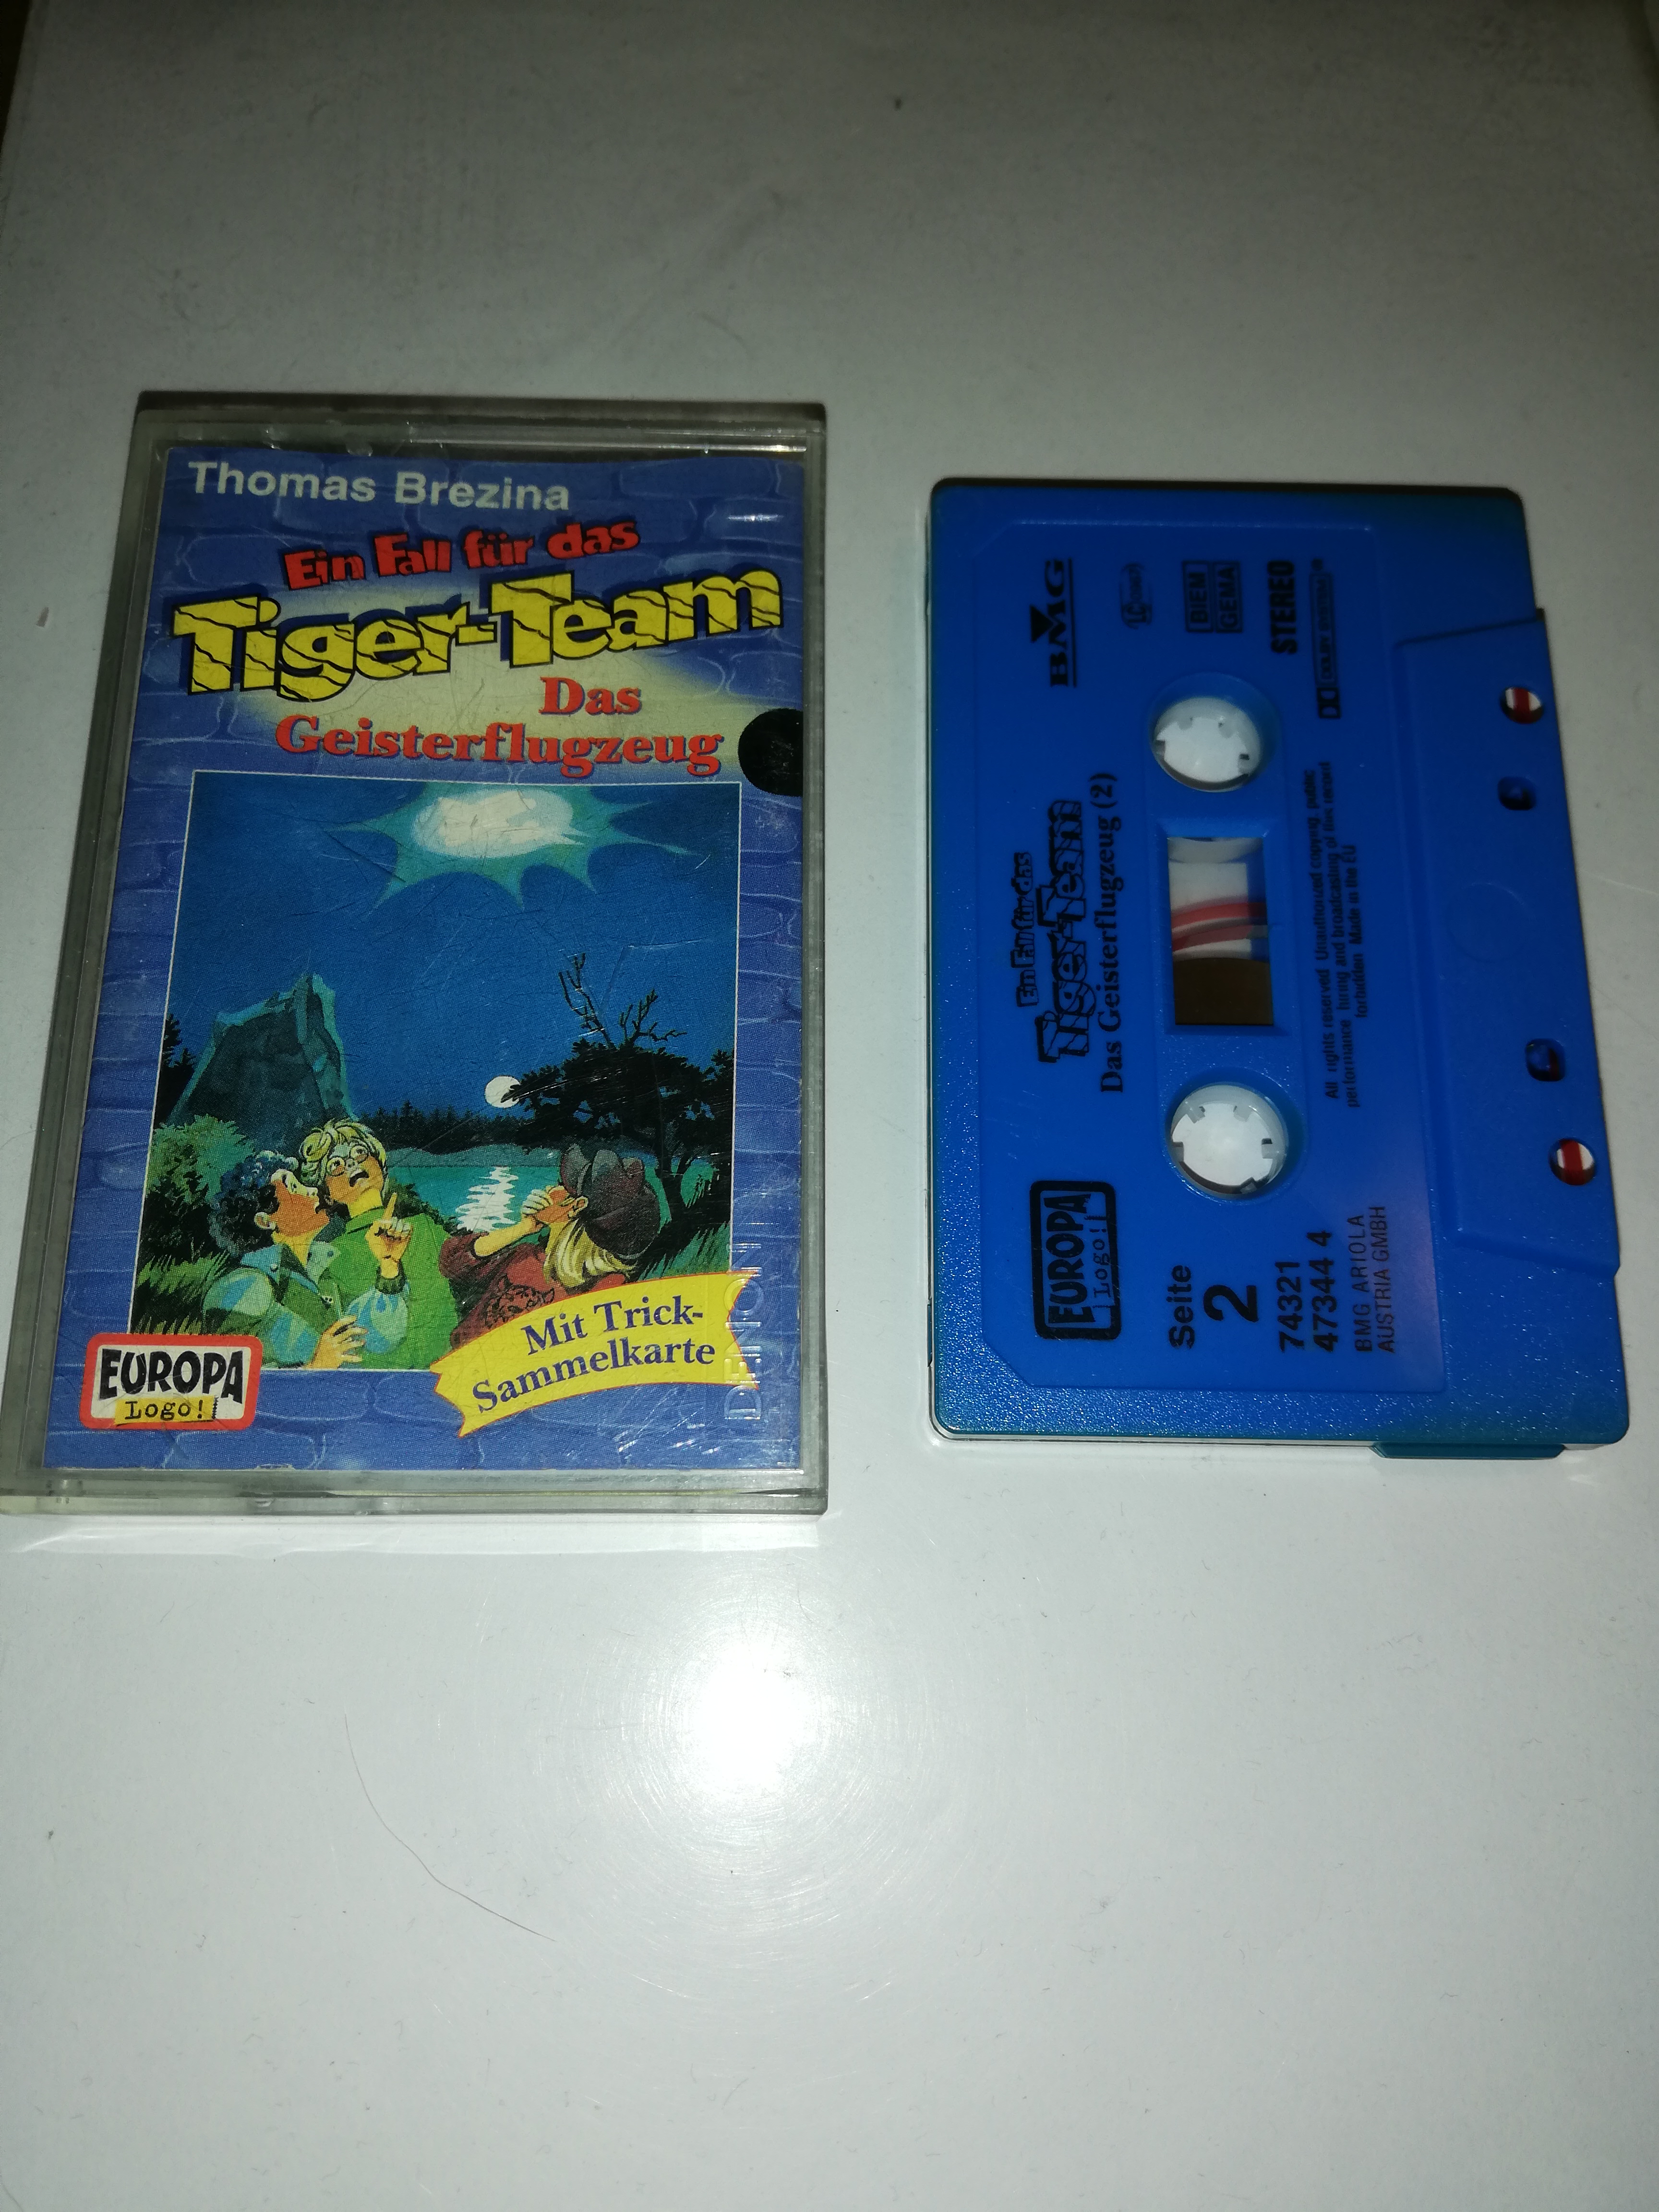 Thomas Brezina
Ein Fall für das
Tiger-Team
Das
Geisterflugzeug
Mit Trick-
Sammelkarte
EUROPA
Logo!
BMG
LC
BIEM
GEMA
STEREO
DOLBY SYSTEM
Ein Fall für das
Tiger-Team
Das Geisterflugzeug (2)
All rights reserved. Unauthorized copying, public
performance, hiring and broadcasting of this record
forbidden. Made in the EU
EUROPA
Logo!
Seite
2
74321
47344 4
BMG ARIOLA
AUSTRIA GMBH